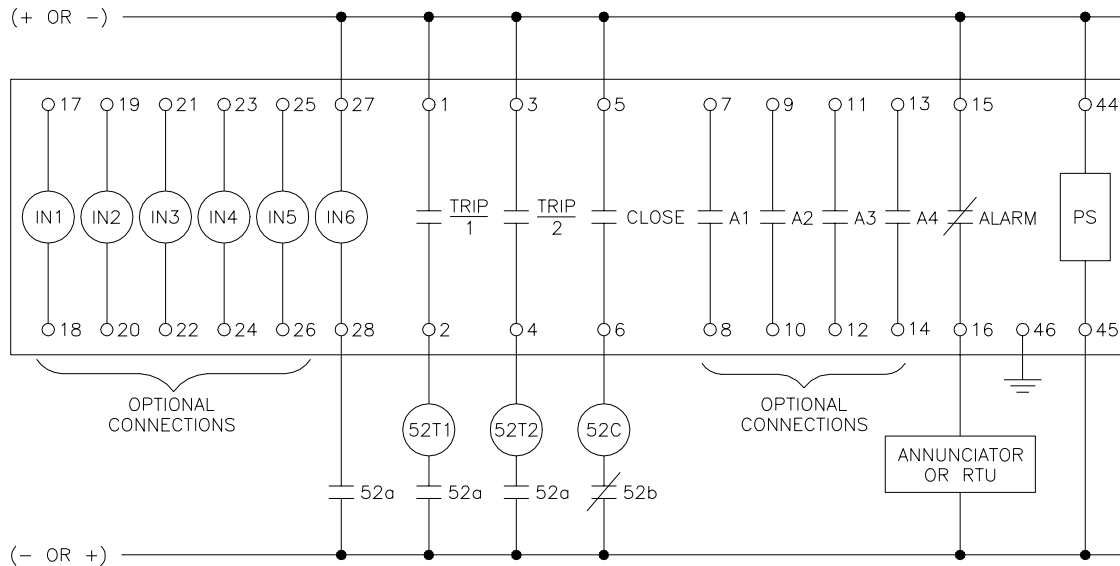 (+ OR −)
17 19 21 23 25 27 1 3 5 7 9 11 13 15 44
IN1 IN2 IN3 IN4 IN5 IN6 TRIP 1 TRIP 2 CLOSE A1 A2 A3 A4 ALARM PS
18 20 22 24 26 28 2 4 6 8 10 12 14 16 46 45
OPTIONAL
CONNECTIONS
OPTIONAL
CONNECTIONS
52T1 52T2 52C
ANNUNCIATOR
OR RTU
52a 52a 52a 52b
(− OR +)